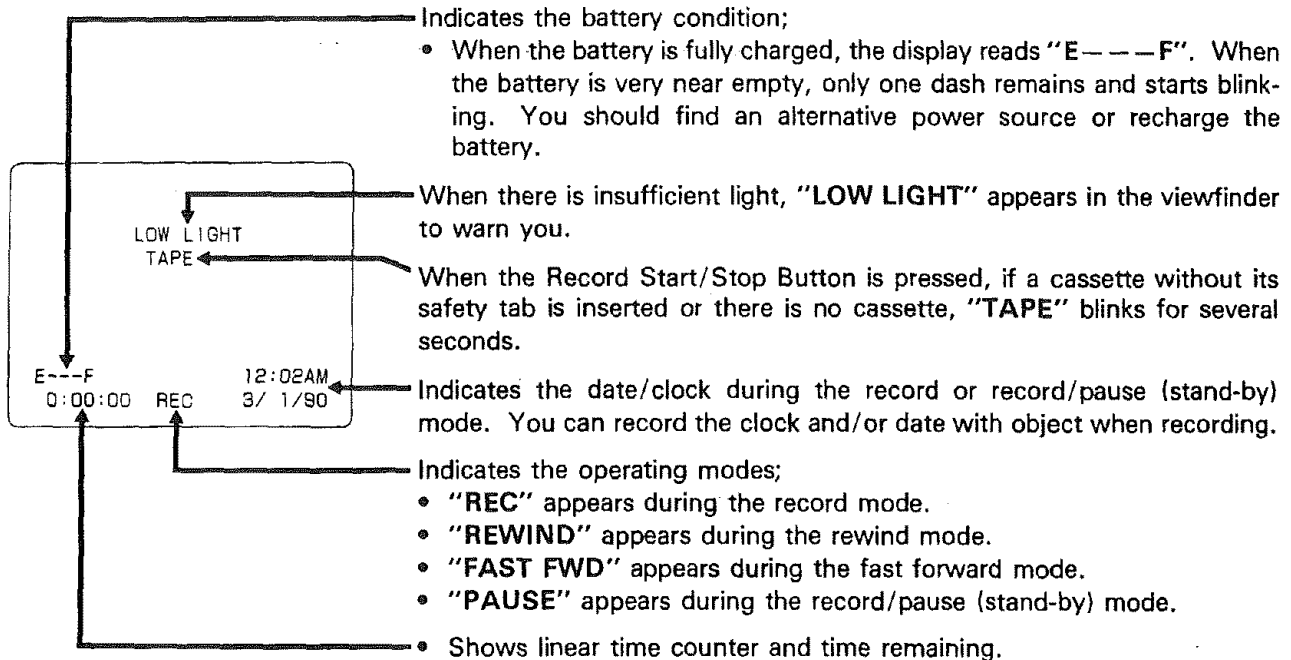 Indicates the battery condition;
• When the battery is fully charged, the display reads "E– – –F". When
the battery is very near empty, only one dash remains and starts blink-
ing. You should find an alternative power source or recharge the
battery.
When there is insufficient light, "LOW LIGHT" appears in the viewfinder
to warn you.
When the Record Start/Stop Button is pressed, if a cassette without its
safety tab is inserted or there is no cassette, "TAPE" blinks for several
seconds.
Indicates the date/clock during the record or record/pause (stand-by)
mode. You can record the clock and/or date with object when recording.
Indicates the operating modes;
• "REC" appears during the record mode.
• "REWIND" appears during the rewind mode.
• "FAST FWD" appears during the fast forward mode.
• "PAUSE" appears during the record/pause (stand-by) mode.
• Shows linear time counter and time remaining.
LOW LIGHT
TAPE
E---F 12:02AM
0:00:00 REC 3/ 1/90